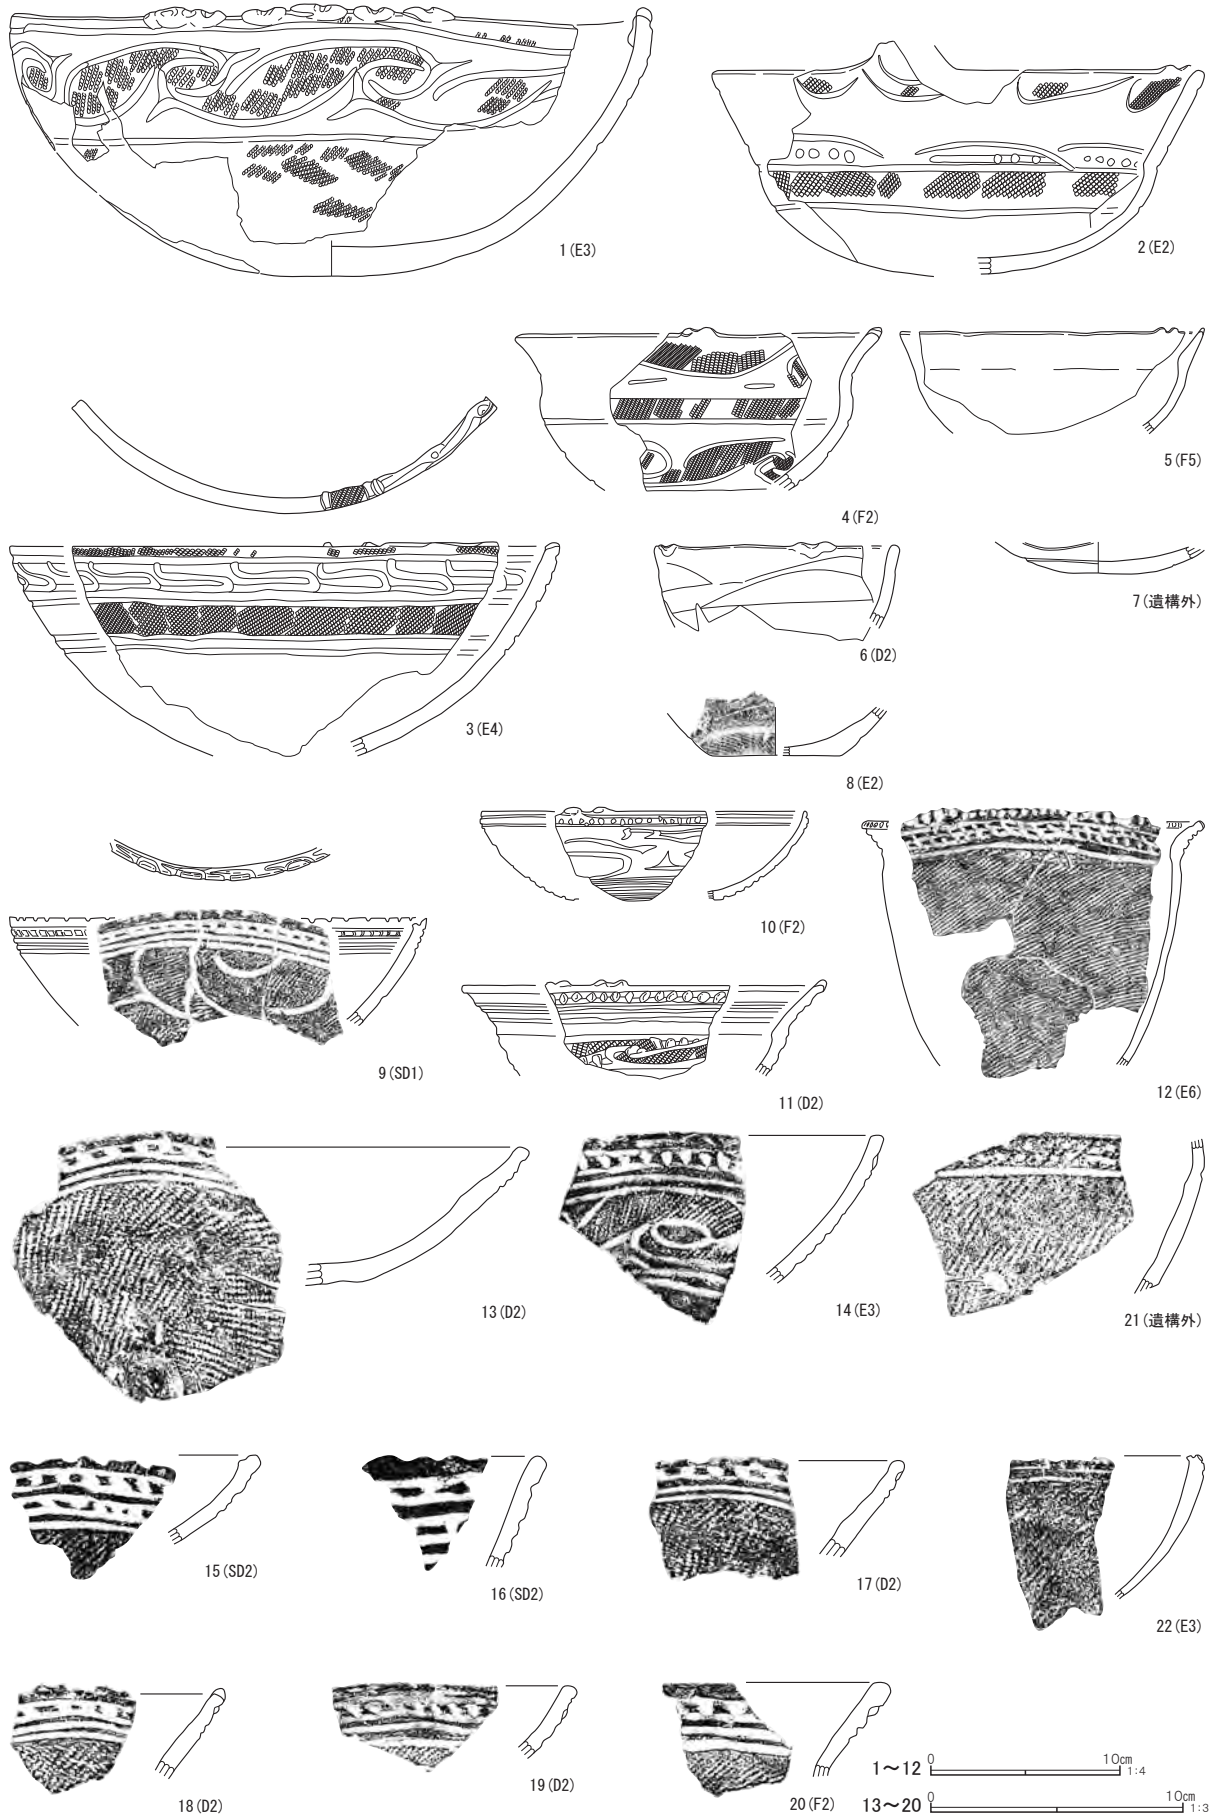 1(E3)
2(E2)
3(E4)
4(F2)
5(F5)
6(D2)
7(遺構外)
8(E2)
9(SD1)
10(F2)
11(D2)
12(E6)
13(D2)
14(E3)
21(遺構外)
15(SD2)
16(SD2)
17(D2)
22(E3)
18(D2)
19(D2)
20(F2)
1〜12 0 10cm 1:4
13〜20 0 10cm 1:3